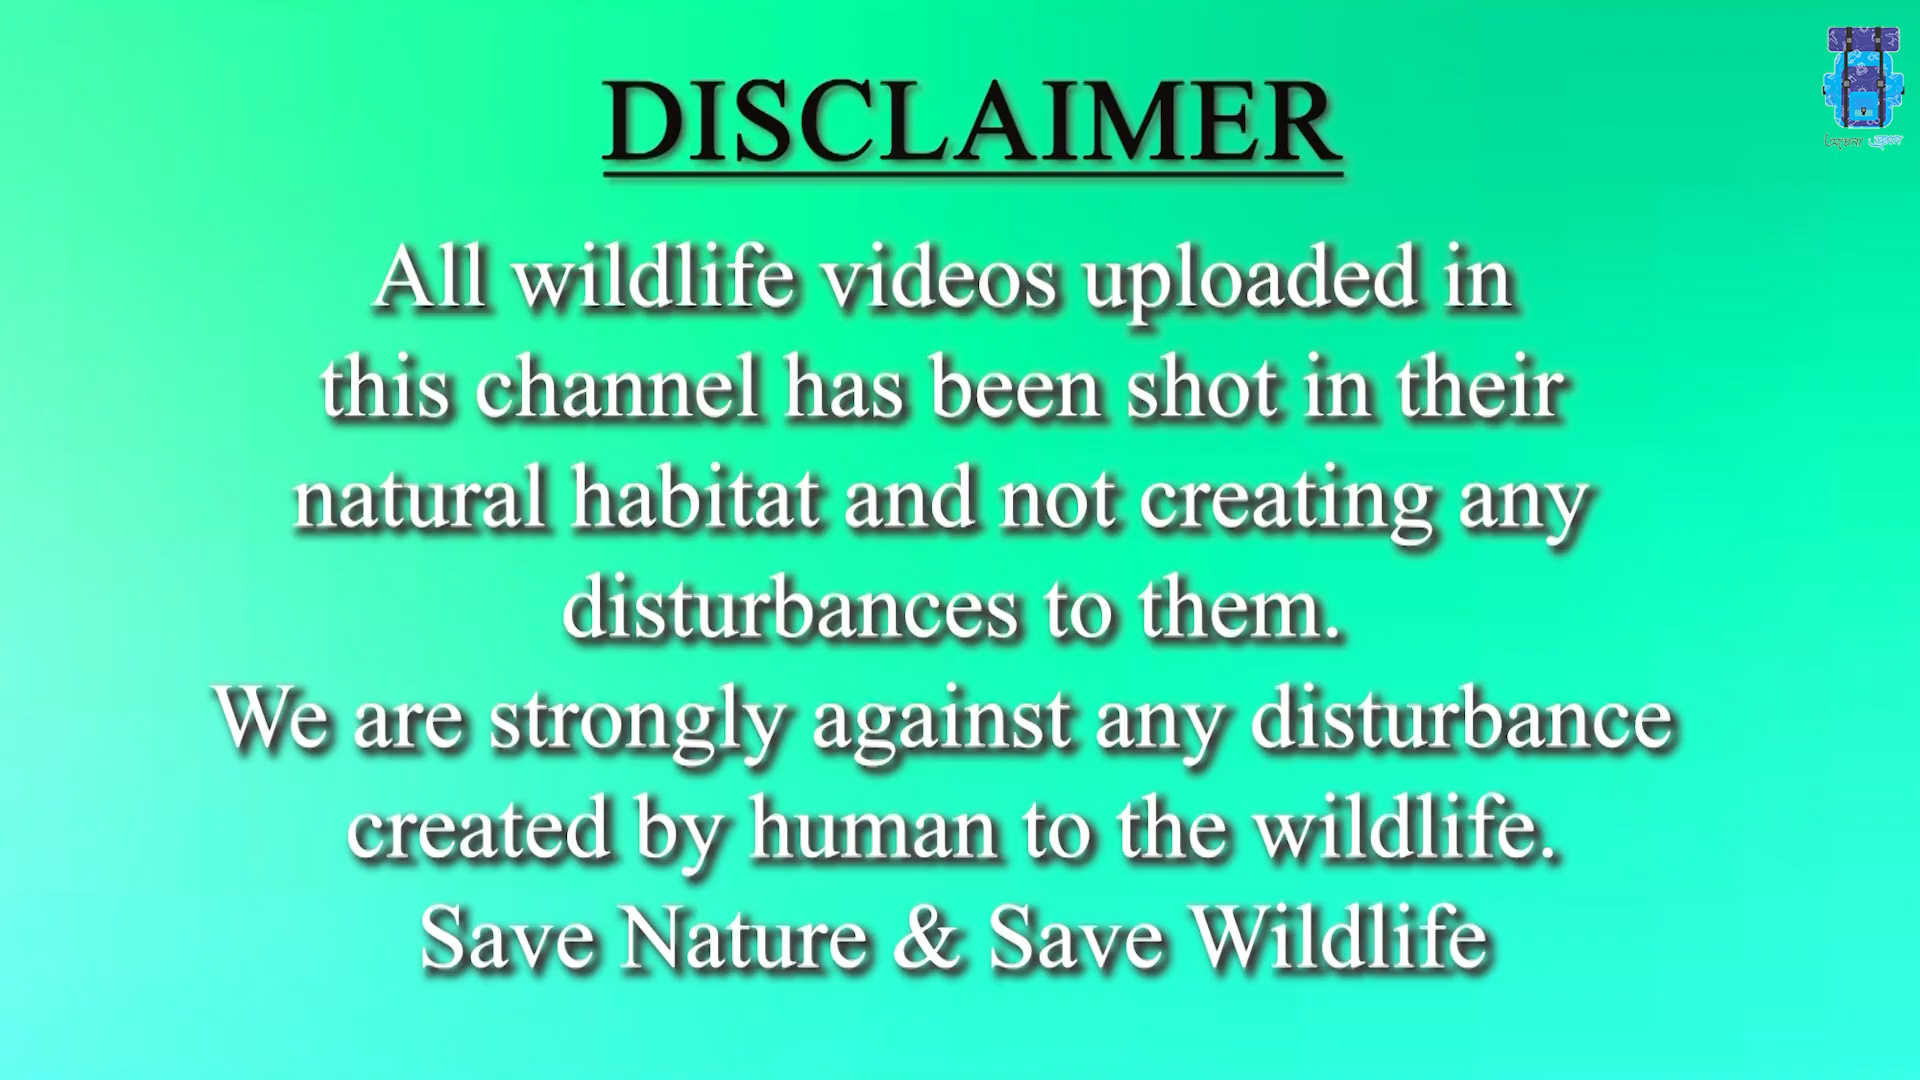 DISCLAIMER
All wildlife videos uploaded in
this channel has been shot in their
natural habitat and not creating any
disturbances to them.
We are strongly against any disturbance
created by human to the wildlife.
Save Nature & Save Wildlife